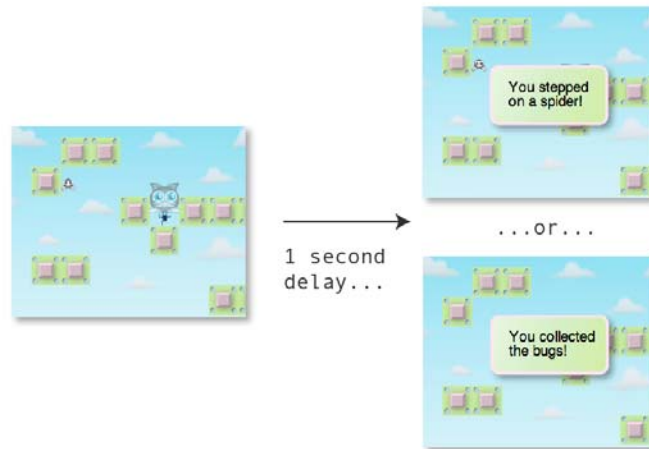 You stepped
on a spider!
1 second
delay...
...or...
You collected
the bugs!